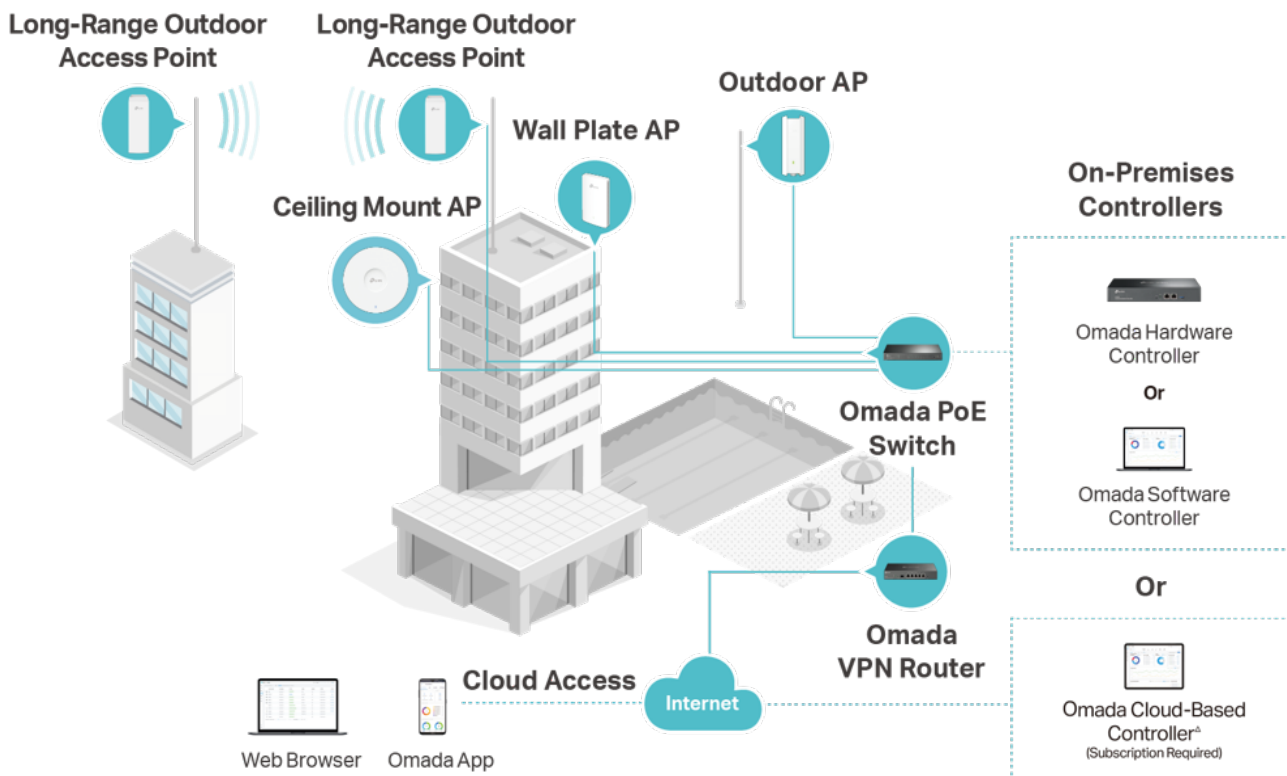 Long-Range Outdoor
Access Point
Long-Range Outdoor
Access Point
Outdoor AP
Wall Plate AP
Ceiling Mount AP
On-Premises
Controllers
Omada Hardware
Controller
Or
Omada Software
Controller
Omada PoE
Switch
Or
Omada
VPN Router
Cloud Access
Internet
Omada Cloud-Based
Controller△
(Subscription Required)
Web Browser
Omada App